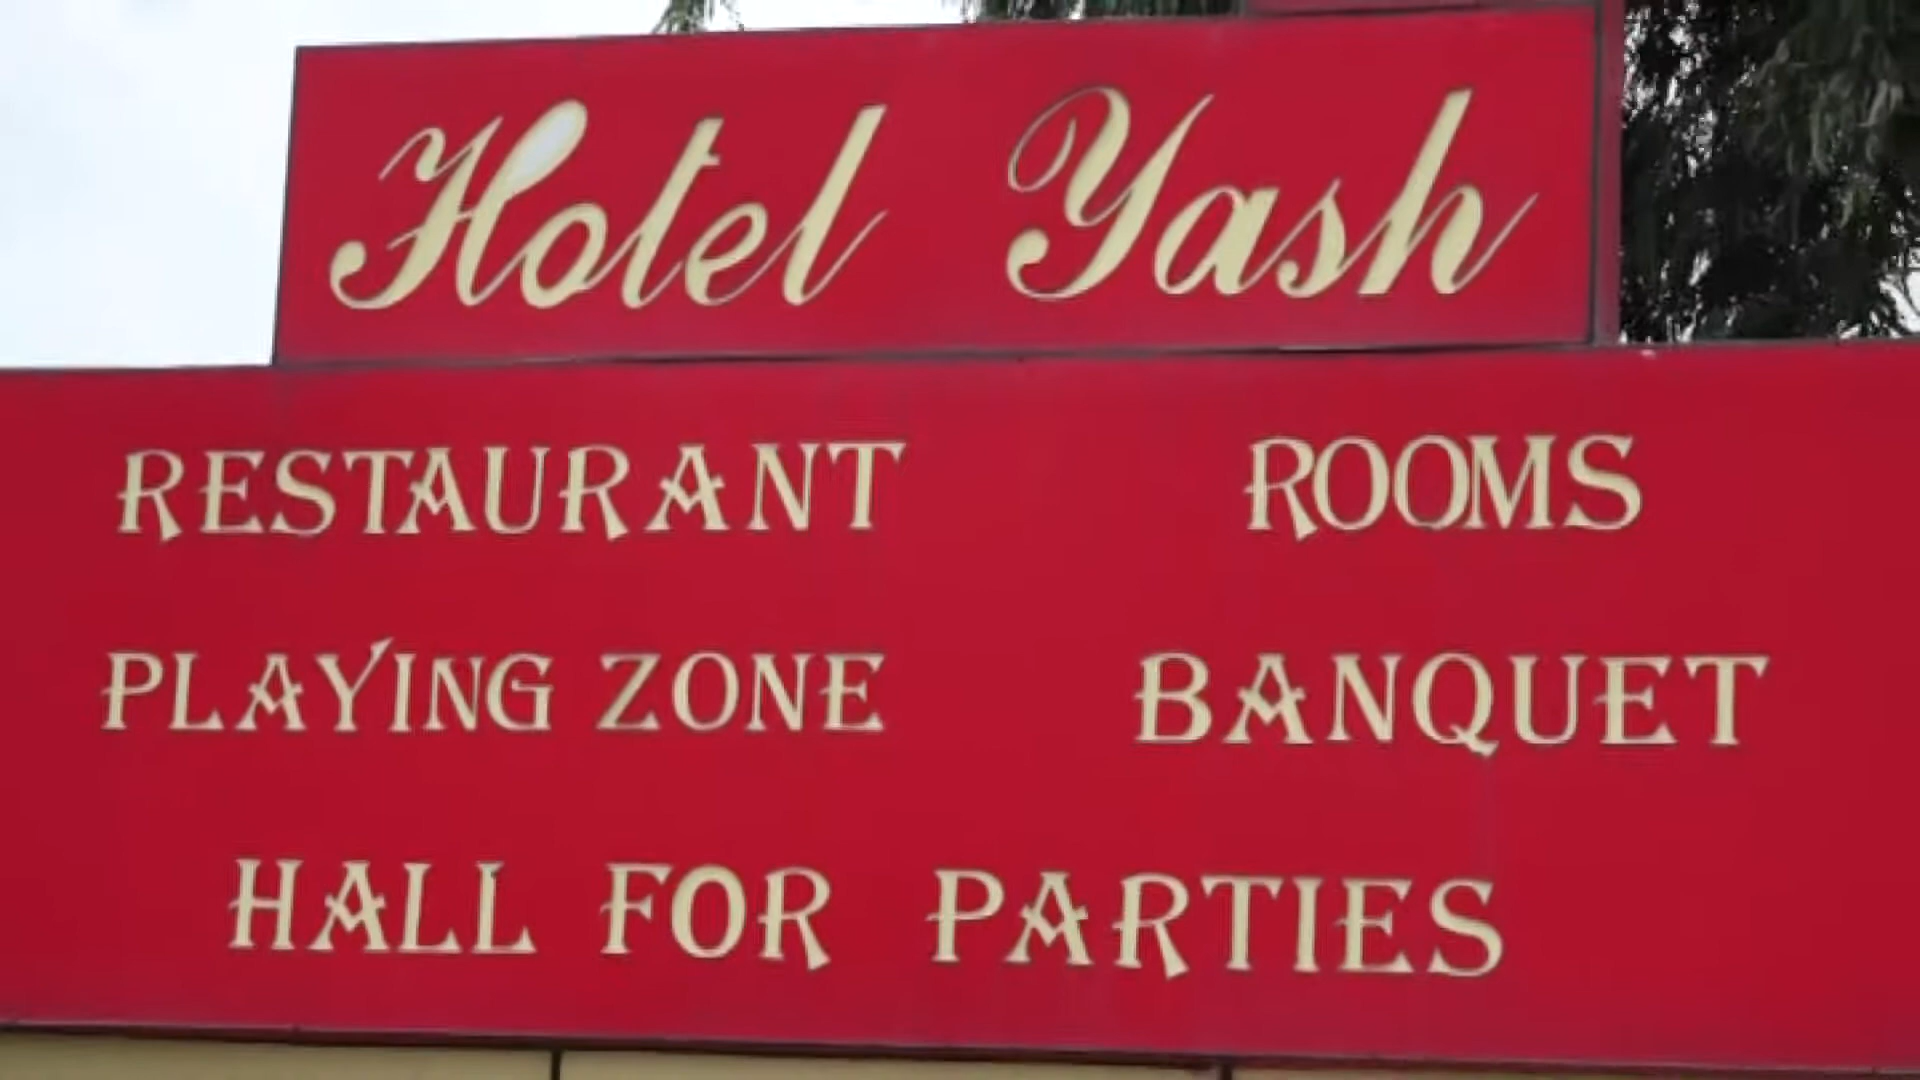 Hotel Yash
RESTAURANT ROOMS
PLAYING ZONE BANQUET
HALL FOR PARTIES